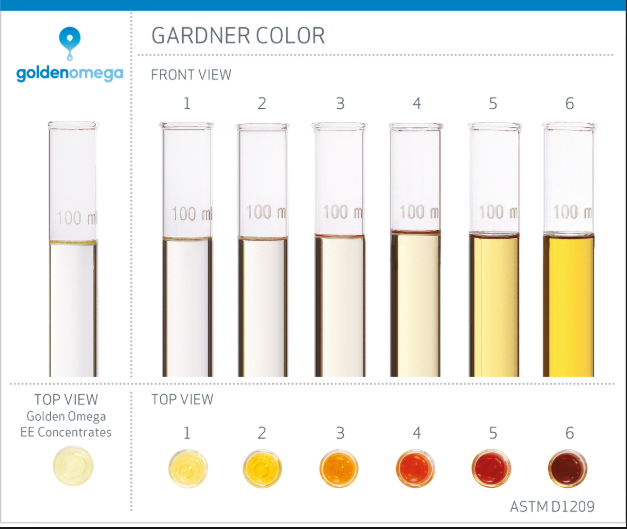 goldenomega
GARDNER COLOR
FRONT VIEW
1 2 3 4 5 6
100 ml
100 ml
100 m
100 m
100 m
100 m
100 m
TOP VIEW
Golden Omega
EE Concentrates
TOP VIEW
1 2 3 4 5 6
ASTM D1209